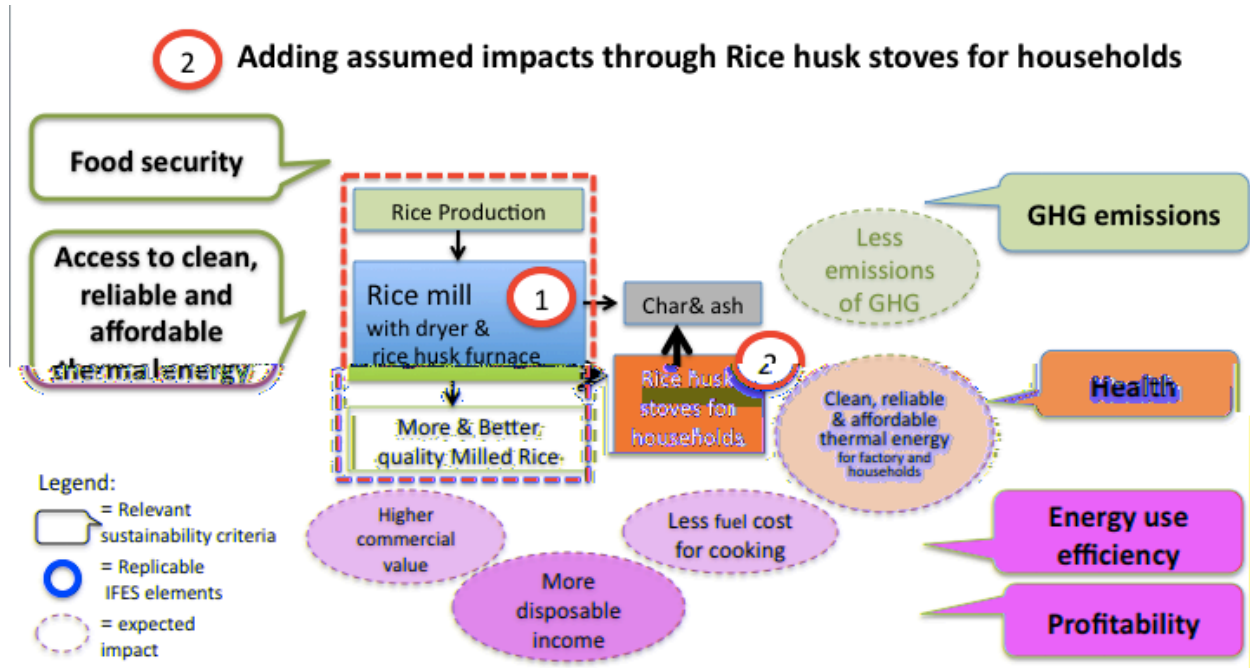 2 Adding assumed impacts through Rice husk stoves for households
Food security
Access to clean,
reliable and
affordable
thermal energy
Rice Production
Rice mill
with dryer &
rice husk furnace
1
More & Better
quality Milled Rice
Char& ash
2
Rice husk
stoves for
households
Less
emissions
of GHG
Clean, reliable
& affordable
thermal energy
for factory and
households
GHG emissions
Health
Energy use
efficiency
Profitability
Higher
commercial
value
More
disposable
income
Less fuel cost
for cooking
Legend:
= Relevant
sustainability criteria
= Replicable
IFES elements
= expected
impact